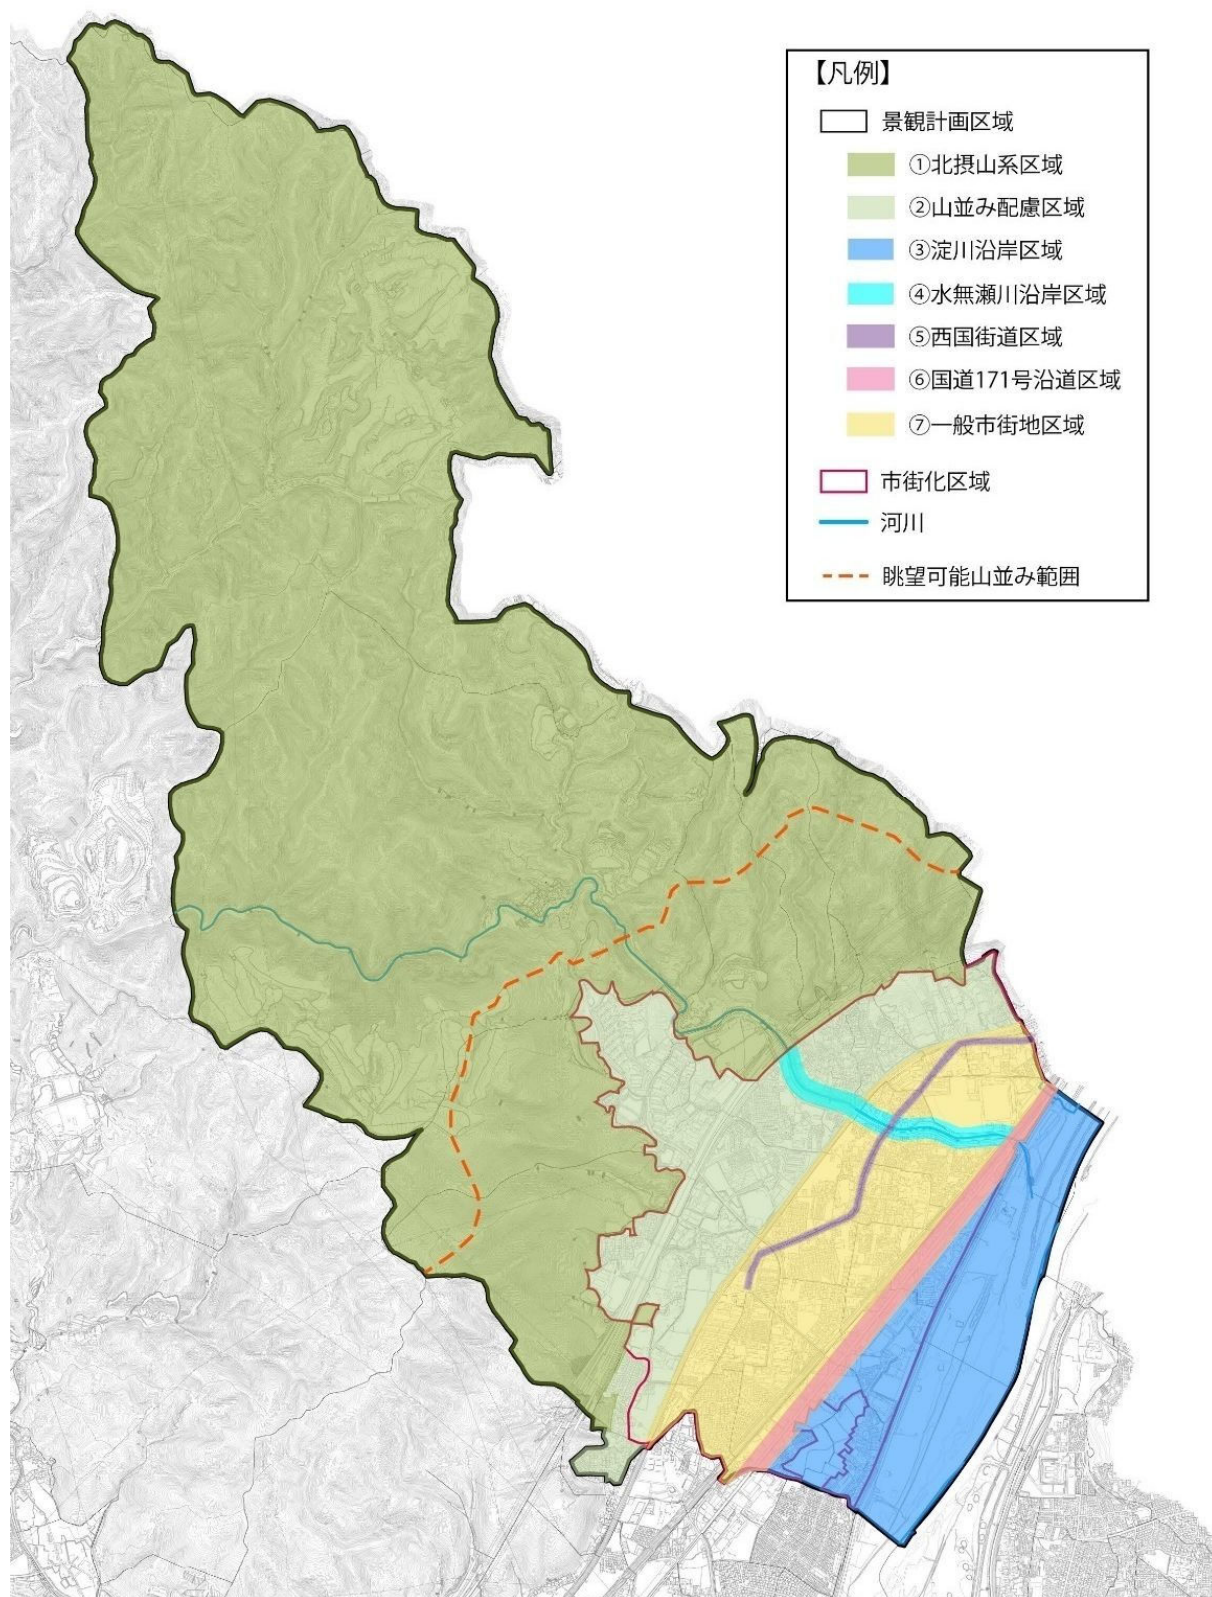 【凡例】
景観計画区域
①北摂山系区域
②山並み配慮区域
③淀川沿岸区域
④水無瀬川沿岸区域
⑤西国街道区域
⑥国道171号沿道区域
⑦一般市街地区域
市街化区域
河川
眺望可能山並み範囲